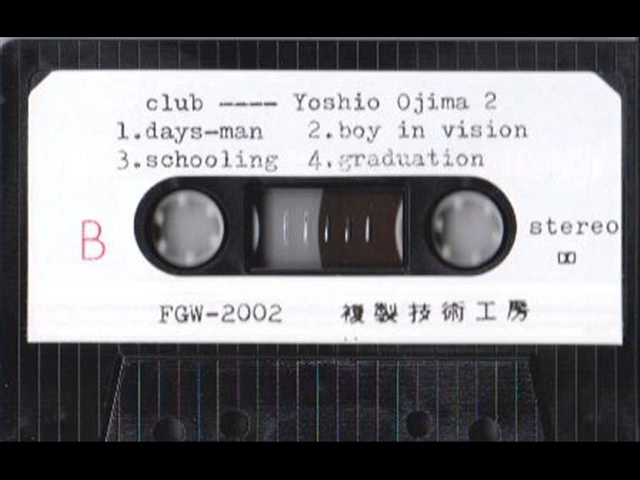 club ---- Yoshio Ojima 2
1.days-man 2.boy in vision
3.schooling 4.graduation
B
stereo
FGW-2002 複製技術工房